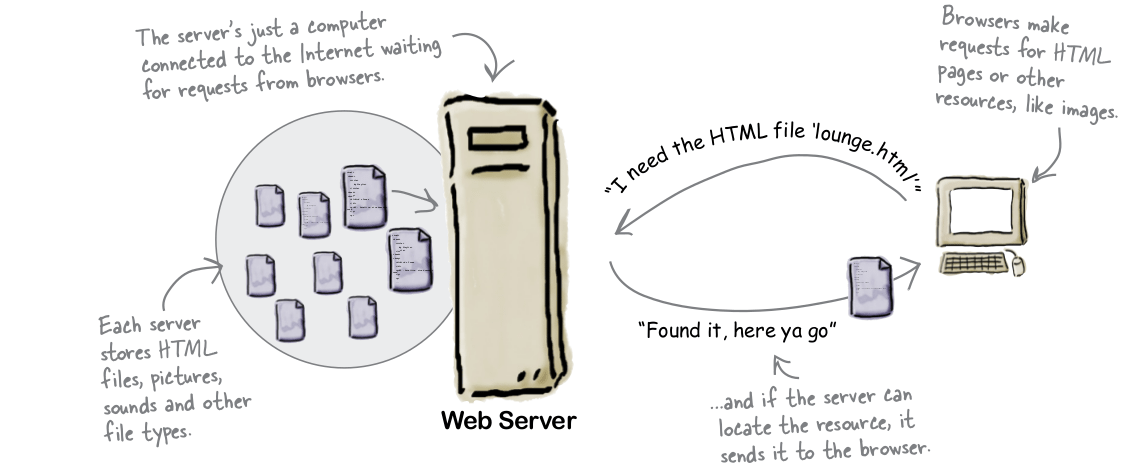 The server's just a computer
connected to the Internet waiting
for requests from browsers.
Browsers make
requests for HTML
pages or other
resources, like images.
"I need the HTML file 'lounge.html'"
"Found it, here ya go"
Each server
stores HTML
files, pictures,
sounds and other
file types.
Web Server
...and if the server can
locate the resource, it
sends it to the browser.